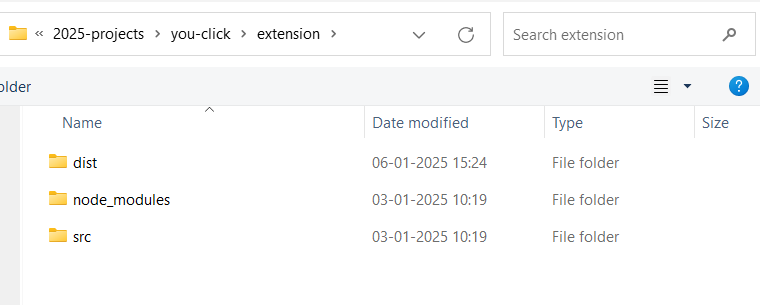 « 2025-projects > you-click > extension >
Search extension
older
?
Name Date modified Type Size
dist 06-01-2025 15:24 File folder
node_modules 03-01-2025 10:19 File folder
src 03-01-2025 10:19 File folder